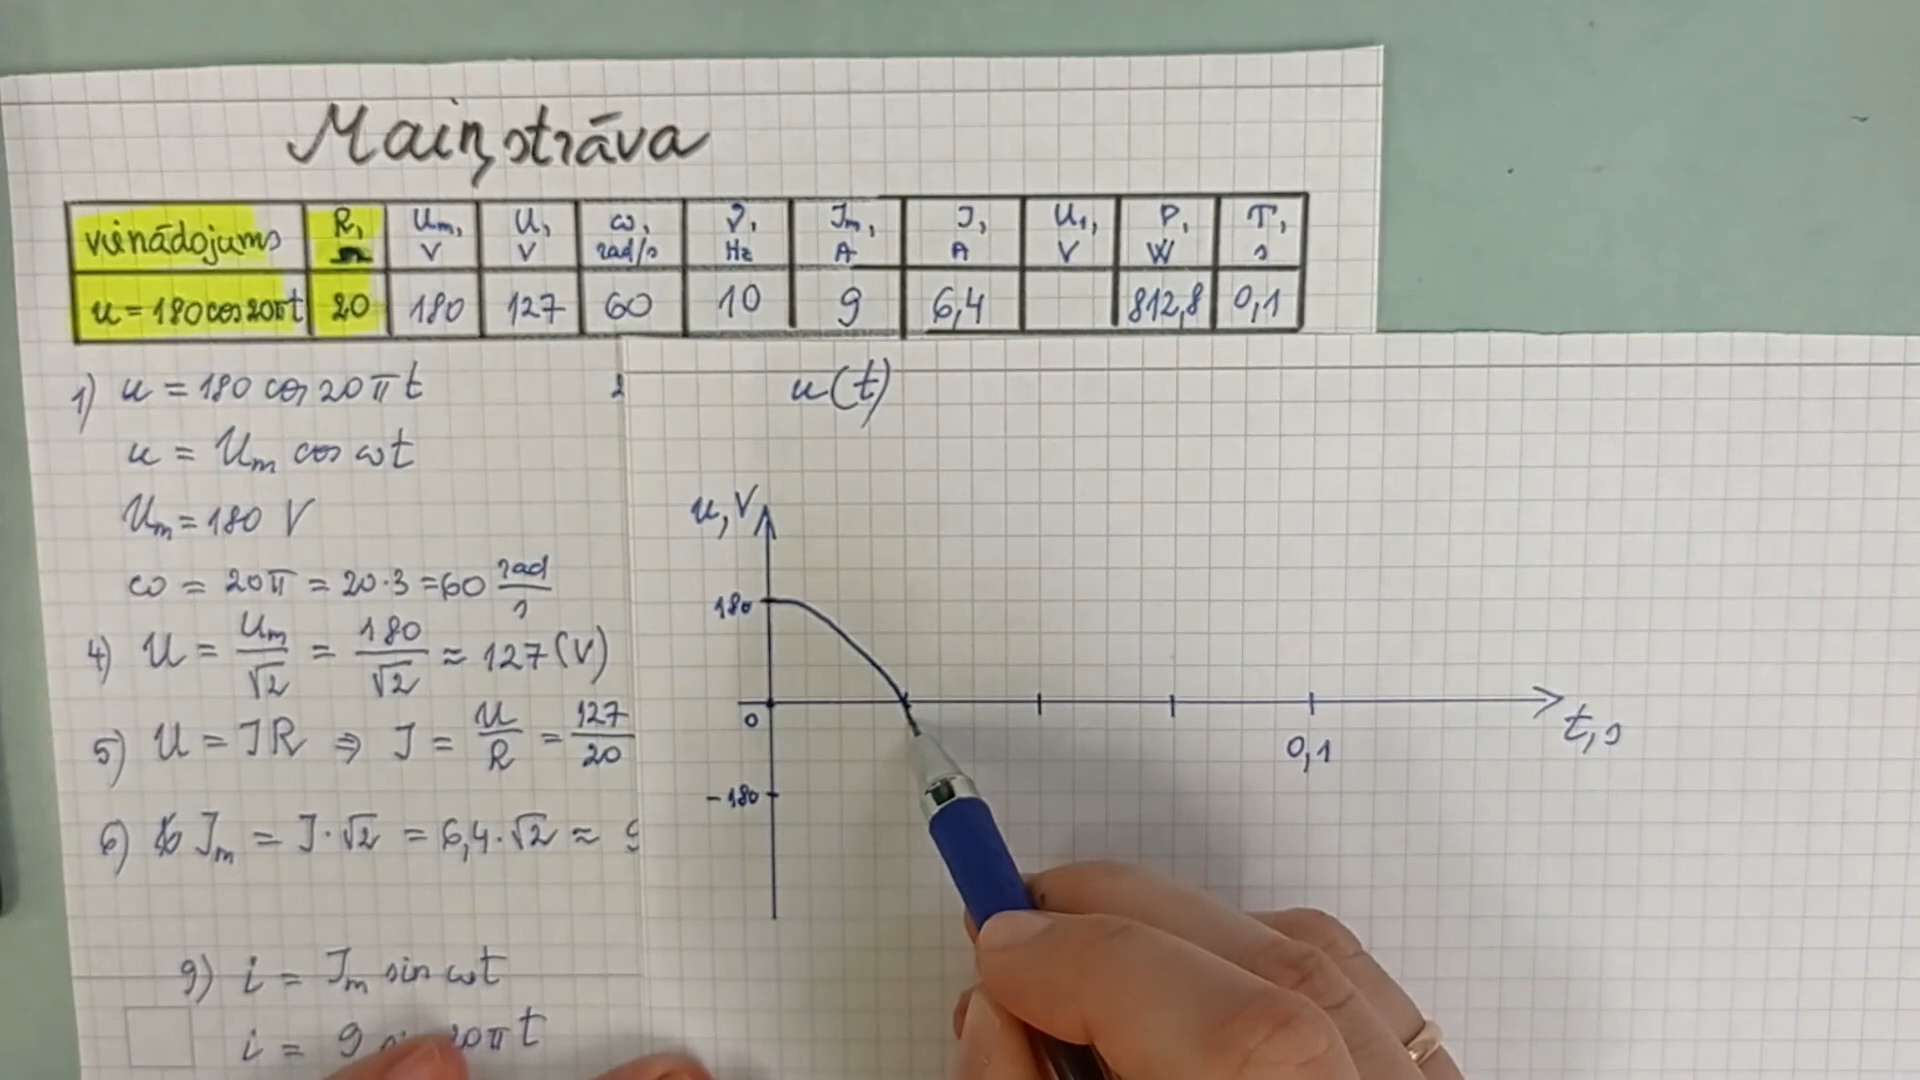 Maiņstrāva
vienādojums R, Ω Um, V U, V ω, rad/s ν, Hz Im, A I, A U1, V P, W T, s
u = 180cos20πt 20 180 127 60 10 9 6,4 812,8 0,1
1) u = 180 cos 20πt
u = Um cos ωt
Um = 180 V
ω = 20π = 20·3 = 60 rad/s
4) U = Um/√2 = 180/√2 ≈ 127 (V)
5) U = IR ⇒ I = U/R = 127/20
6) Im = I·√2 = 6,4·√2 ≈ 9
9) i = Im sin ωt
i = 9 20πt
u(t)
u, V
180
0
-180
0,1
t, s